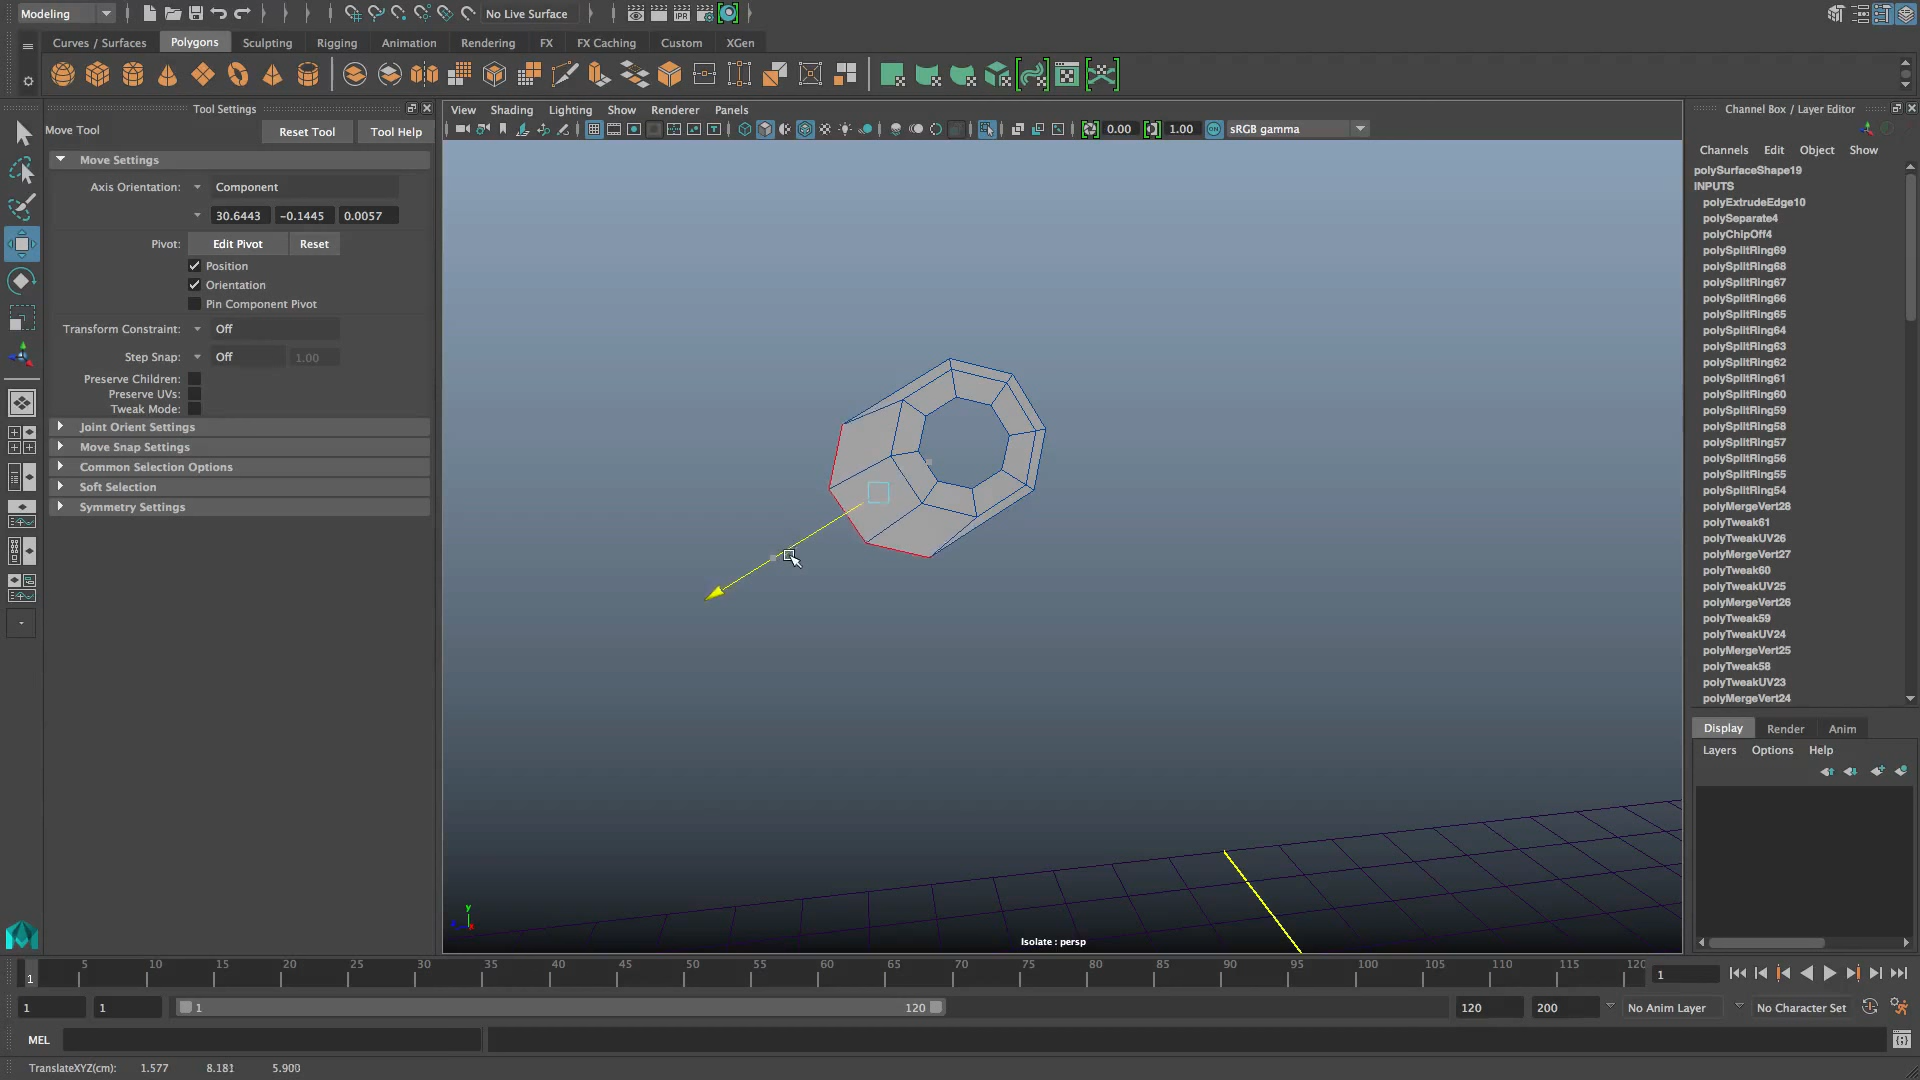 Modeling
No Live Surface
Curves / Surfaces
Polygons
Sculpting
Rigging
Animation
Rendering
FX
FX Caching
Custom
XGen
Tool Settings
Move Tool
Reset Tool
Tool Help
Move Settings
Axis Orientation:
Component
30.6443
-0.1445
0.0057
Pivot:
Edit Pivot
Reset
Position
Orientation
Pin Component Pivot
Transform Constraint:
Off
Step Snap:
Off
1.00
Preserve Children:
Preserve UVs:
Tweak Mode:
Joint Orient Settings
Move Snap Settings
Common Selection Options
Soft Selection
Symmetry Settings
View
Shading
Lighting
Show
Renderer
Panels
0.00
1.00
sRGB gamma
y
Isolate : persp
Channel Box / Layer Editor
Channels
Edit
Object
Show
polySurfaceShape19
INPUTS
polyExtrudeEdge10
polySeparate4
polyChipOff4
polySplitRing69
polySplitRing68
polySplitRing67
polySplitRing66
polySplitRing65
polySplitRing64
polySplitRing63
polySplitRing62
polySplitRing61
polySplitRing60
polySplitRing59
polySplitRing58
polySplitRing57
polySplitRing56
polySplitRing55
polySplitRing54
polyMergeVert28
polyTweak61
polyTweakUV26
polyMergeVert27
polyTweak60
polyTweakUV25
polyMergeVert26
polyTweak59
polyTweakUV24
polyMergeVert25
polyTweak58
polyTweakUV23
polyMergeVert24
Display
Render
Anim
Layers
Options
Help
1
5
10
15
20
25
30
35
40
45
50
55
60
65
70
75
80
85
90
95
100
105
110
115
120
1
1
1
1
120
120
200
No Anim Layer
No Character Set
MEL
TranslateXYZ(cm):
1.577
8.181
5.900